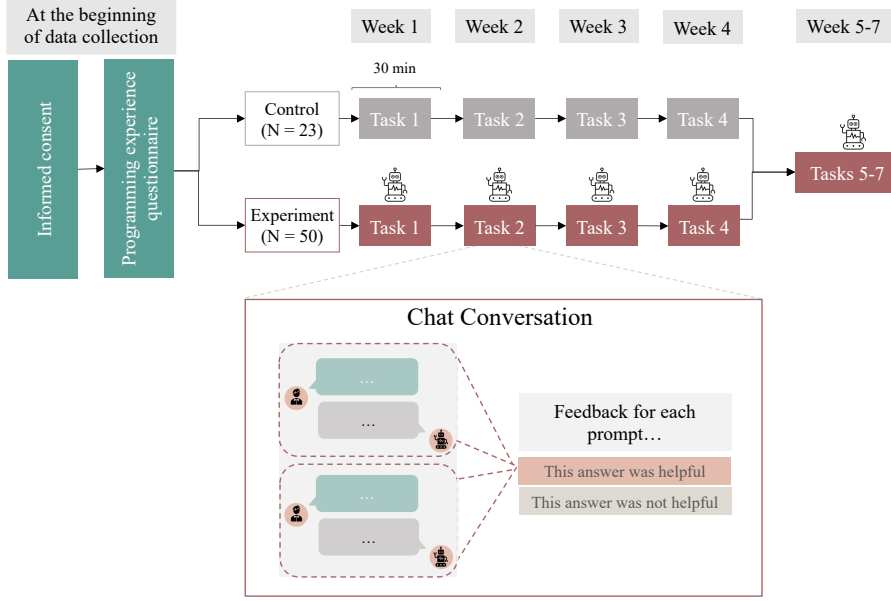 At the beginning
of data collection
Week 1
Week 2
Week 3
Week 4
Week 5-7
Informed consent
Programming experience
questionnaire
30 min
Control
(N = 23)
Task 1
Task 2
Task 3
Task 4
Tasks 5-7
Experiment
(N = 50)
Task 1
Task 2
Task 3
Task 4
Chat Conversation
...
...
...
...
Feedback for each
prompt…
This answer was helpful
This answer was not helpful